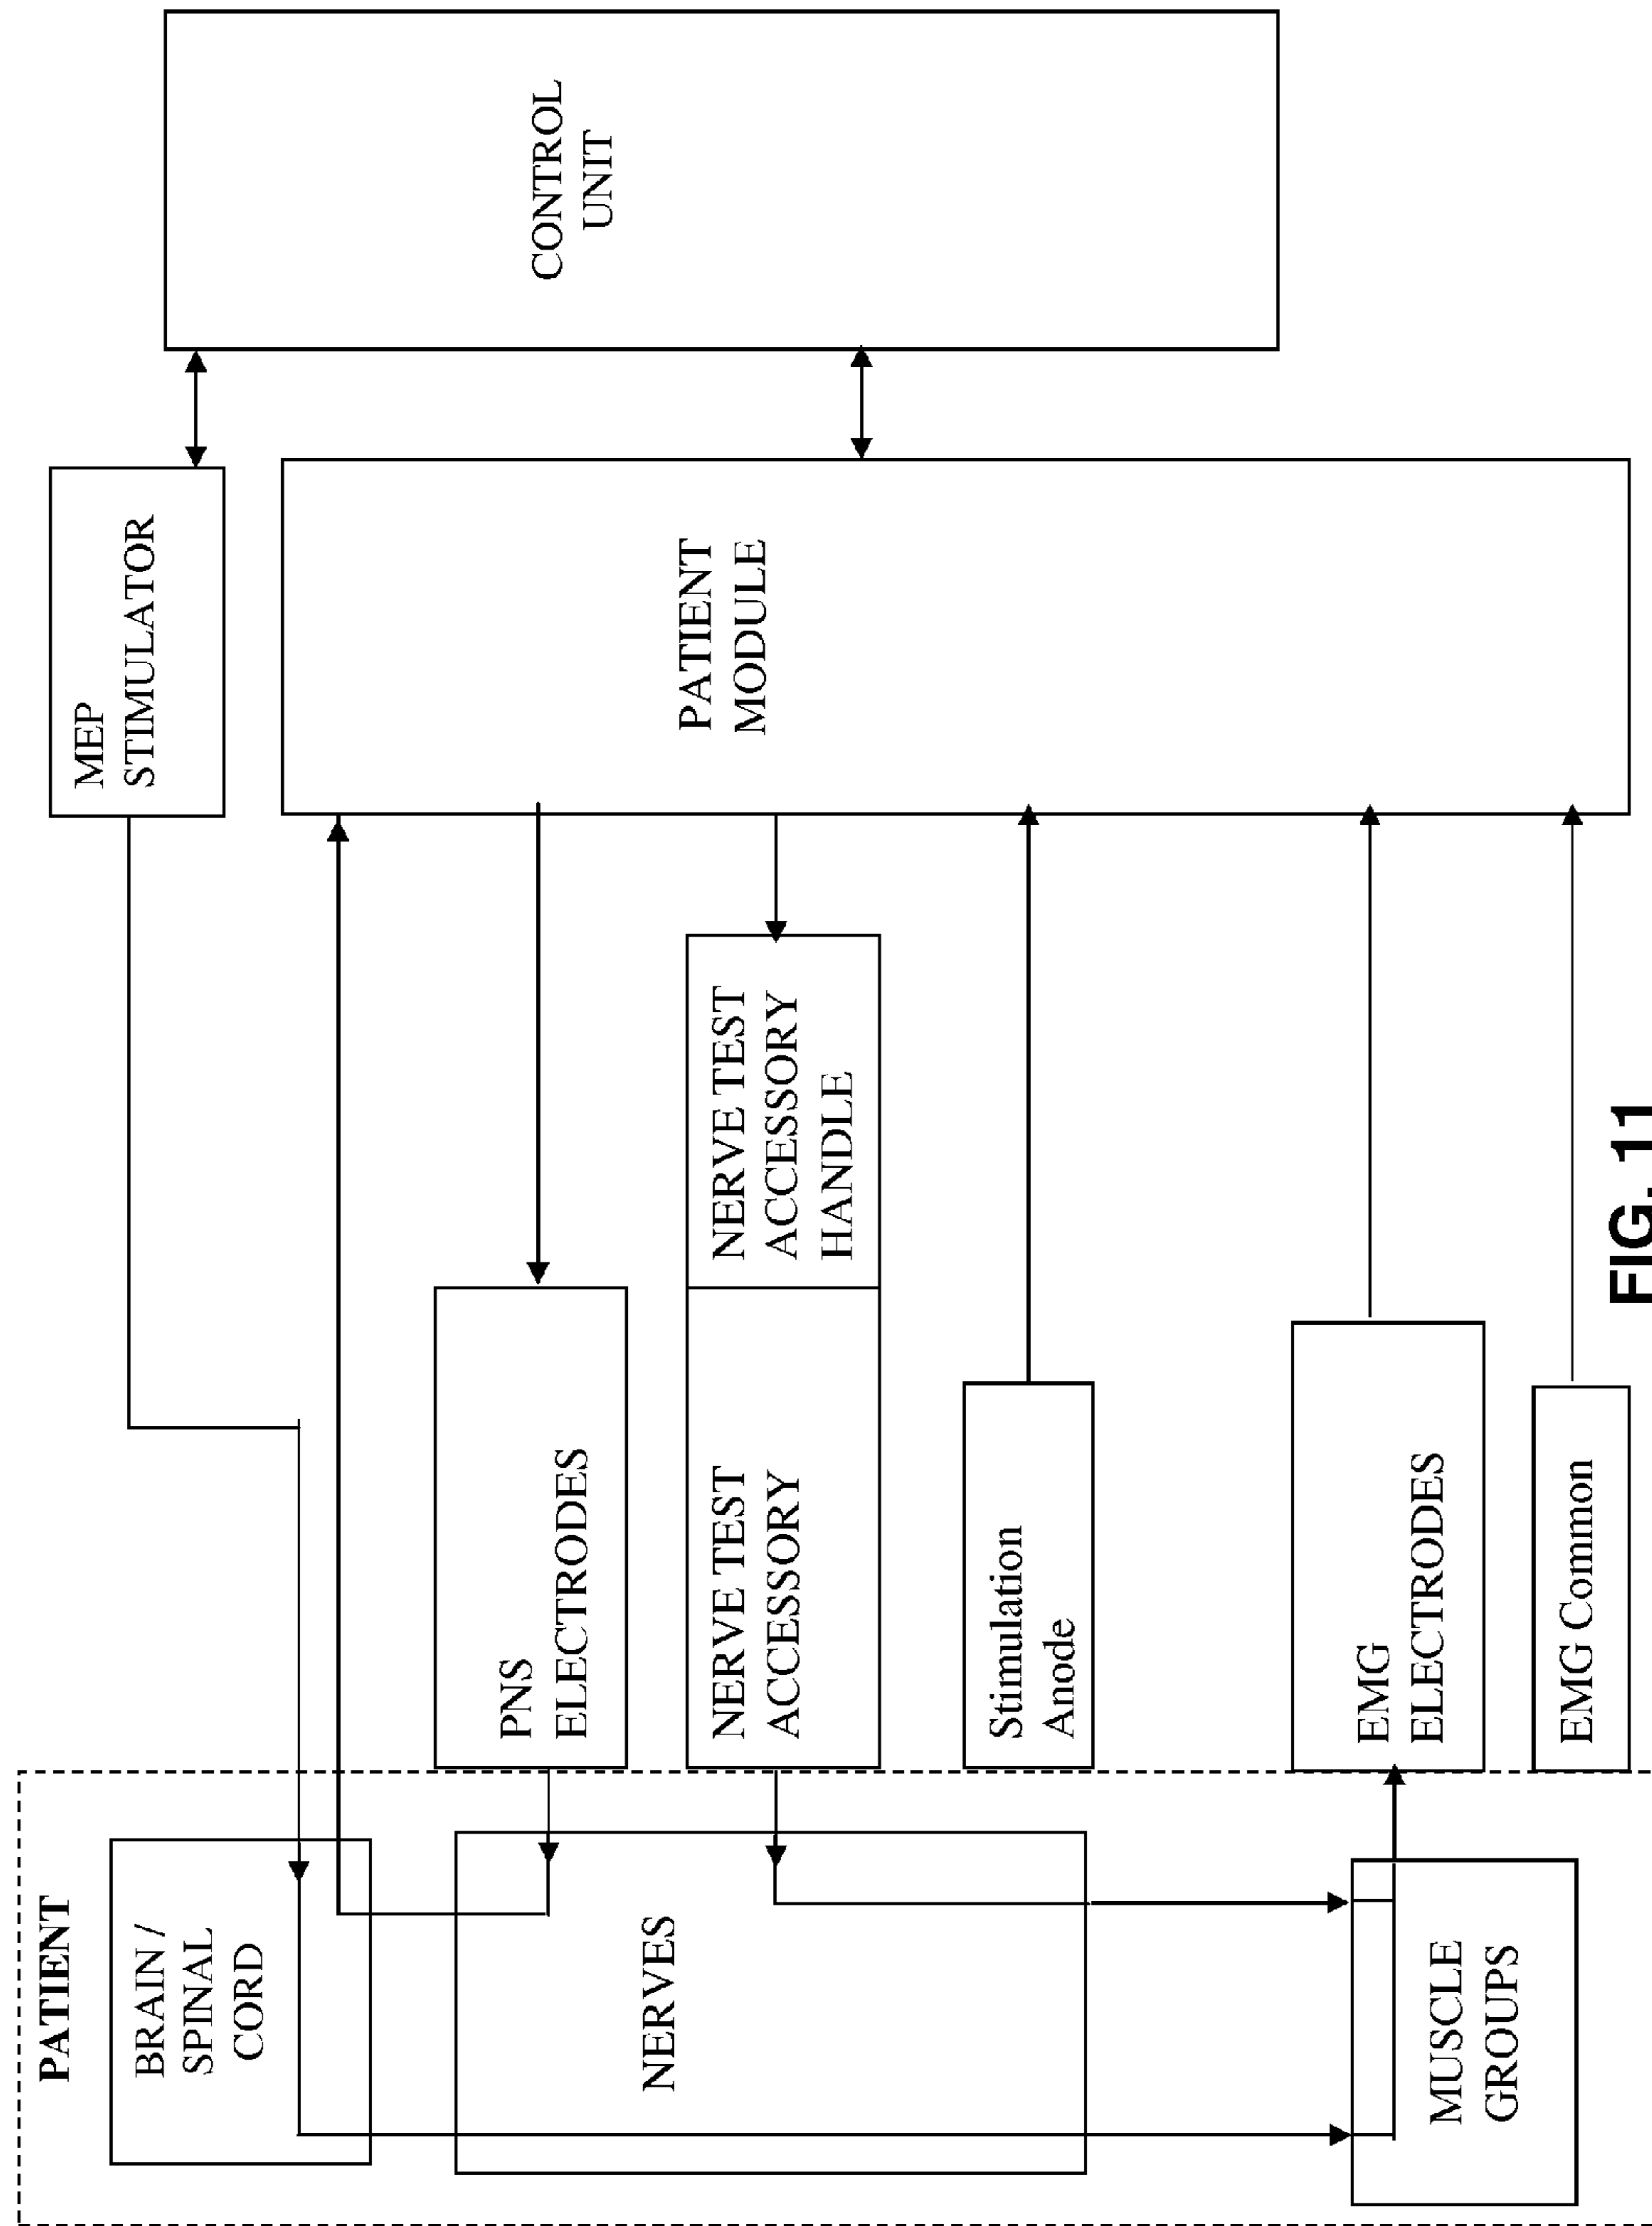 PATIENT
BRAIN /
SPINAL
CORD
NERVES
MUSCLE
GROUPS
PNS
ELECTRODES
NERVE TEST
ACCESSORY
NERVE TEST
ACCESSORY
HANDLE
Stimulation
Anode
EMG
ELECTRODES
EMG Common
MEP
STIMULATOR
PATIENT
MODULE
CONTROL
UNIT
FIG. 11